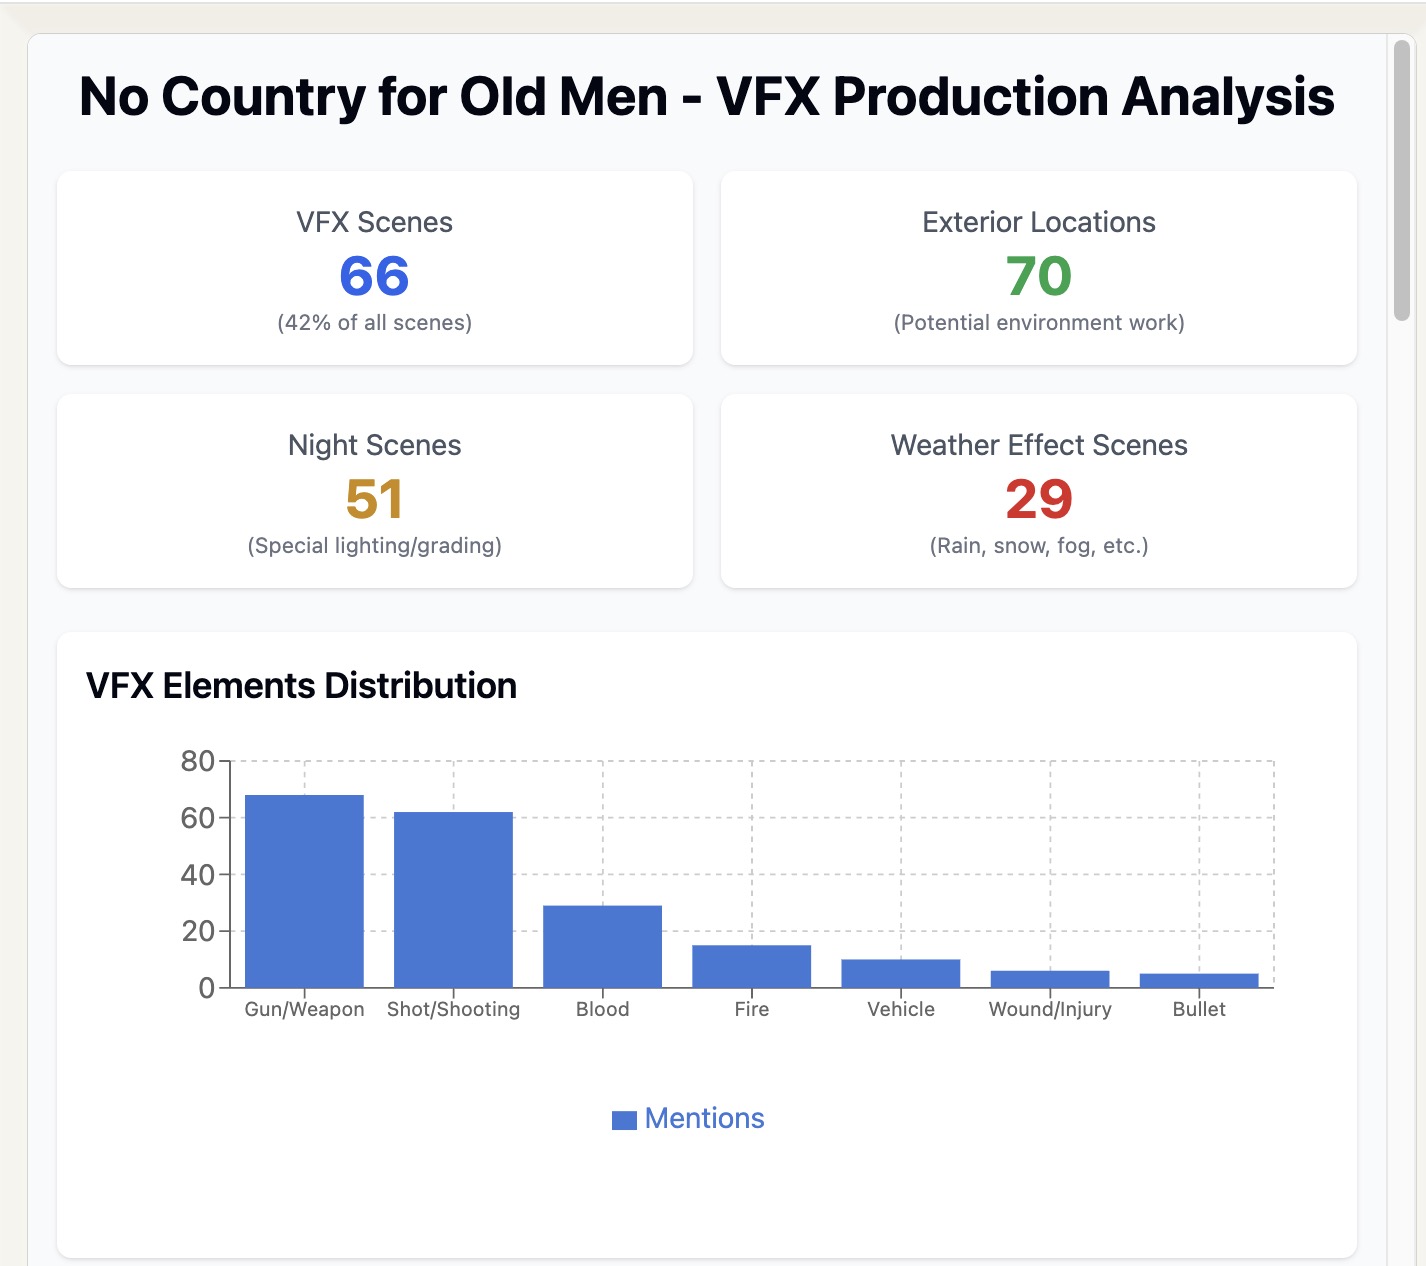 No Country for Old Men - VFX Production Analysis
VFX Scenes
66
(42% of all scenes)
Exterior Locations
70
(Potential environment work)
Night Scenes
51
(Special lighting/grading)
Weather Effect Scenes
29
(Rain, snow, fog, etc.)
VFX Elements Distribution
80
60
40
20
0
Gun/Weapon Shot/Shooting Blood Fire Vehicle Wound/Injury Bullet
Mentions